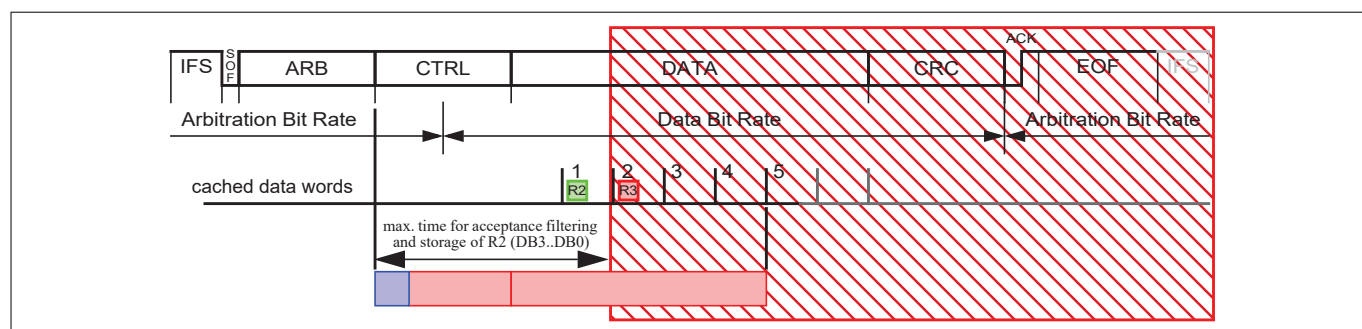 ACK
IFS SOF ARB CTRL DATA CRC EOF IFS
Arbitration Bit Rate Data Bit Rate Arbitration Bit Rate
1 2 3 4 5
cached data words R2 R3
max. time for acceptance filtering
and storage of R2 (DB3..DB0)